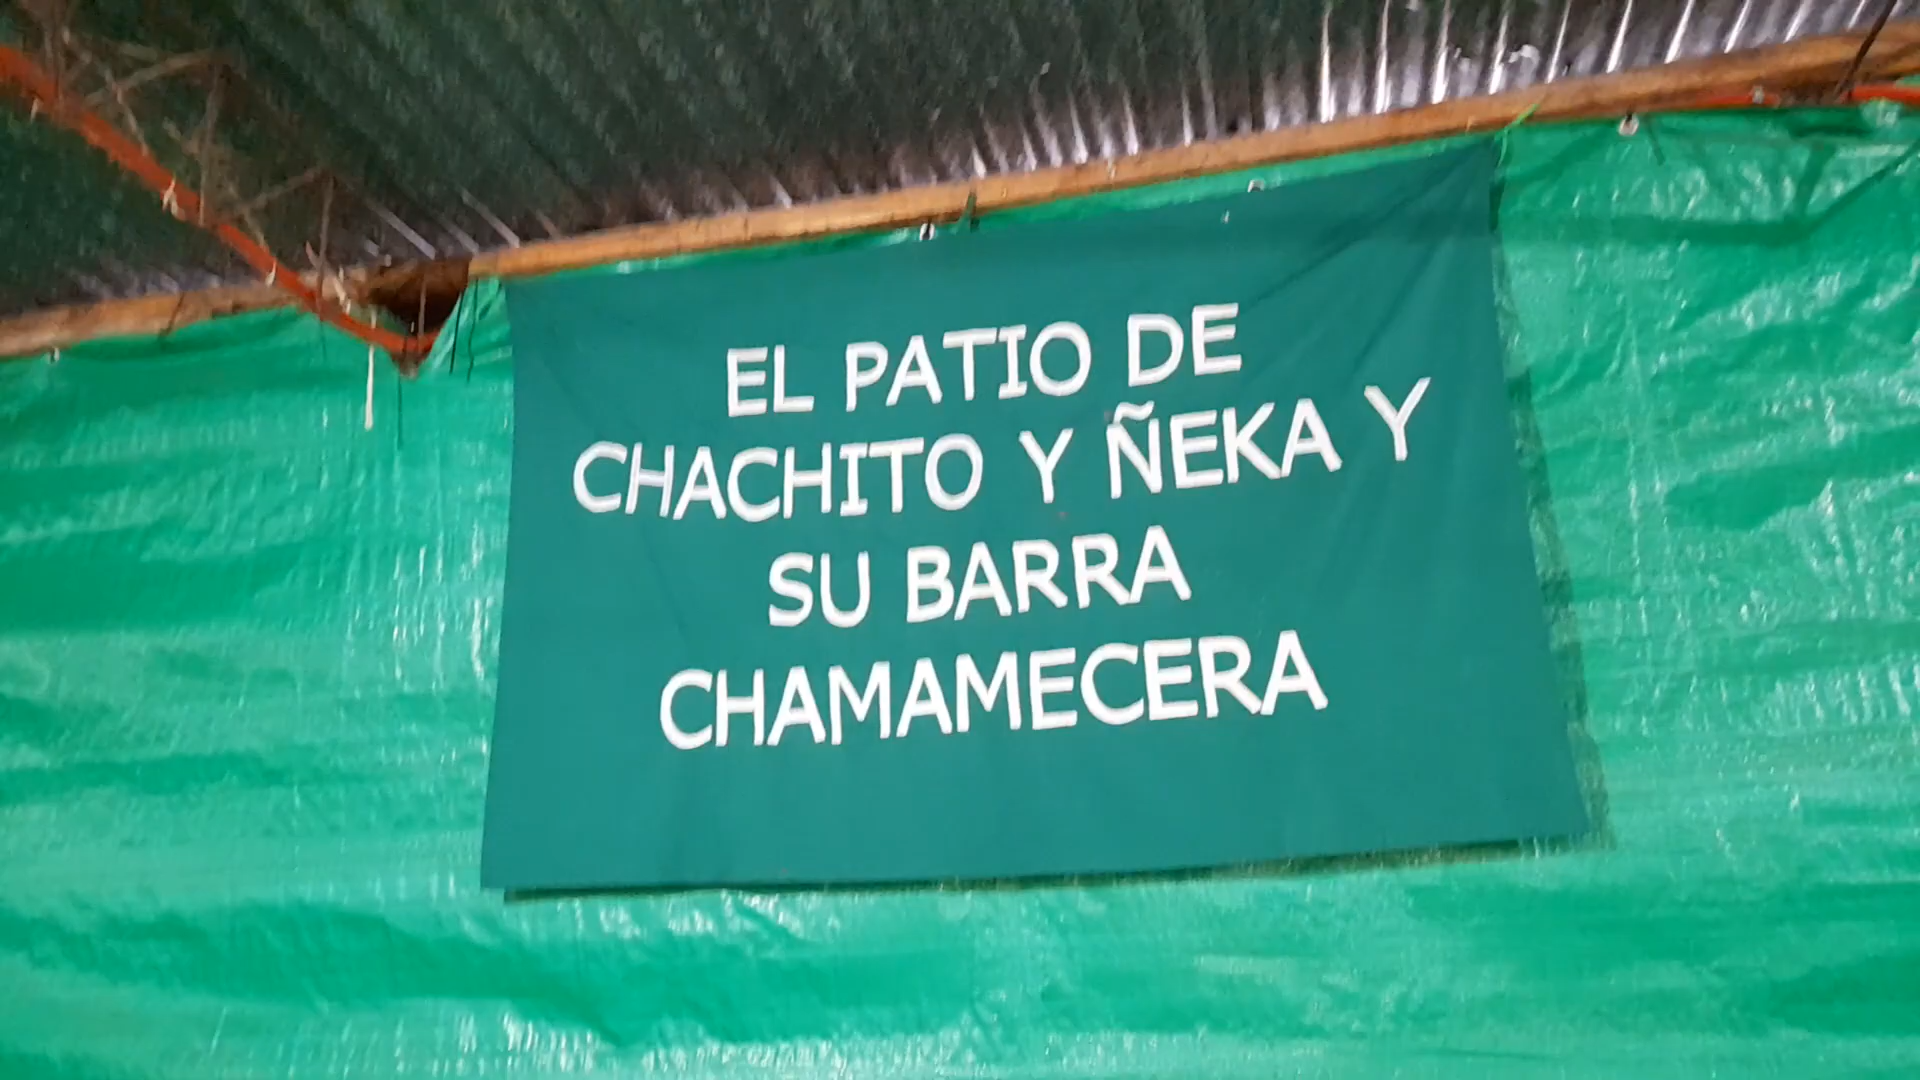 EL PATIO DE
CHACHITO Y ÑEKA Y
SU BARRA
CHAMAMECERA